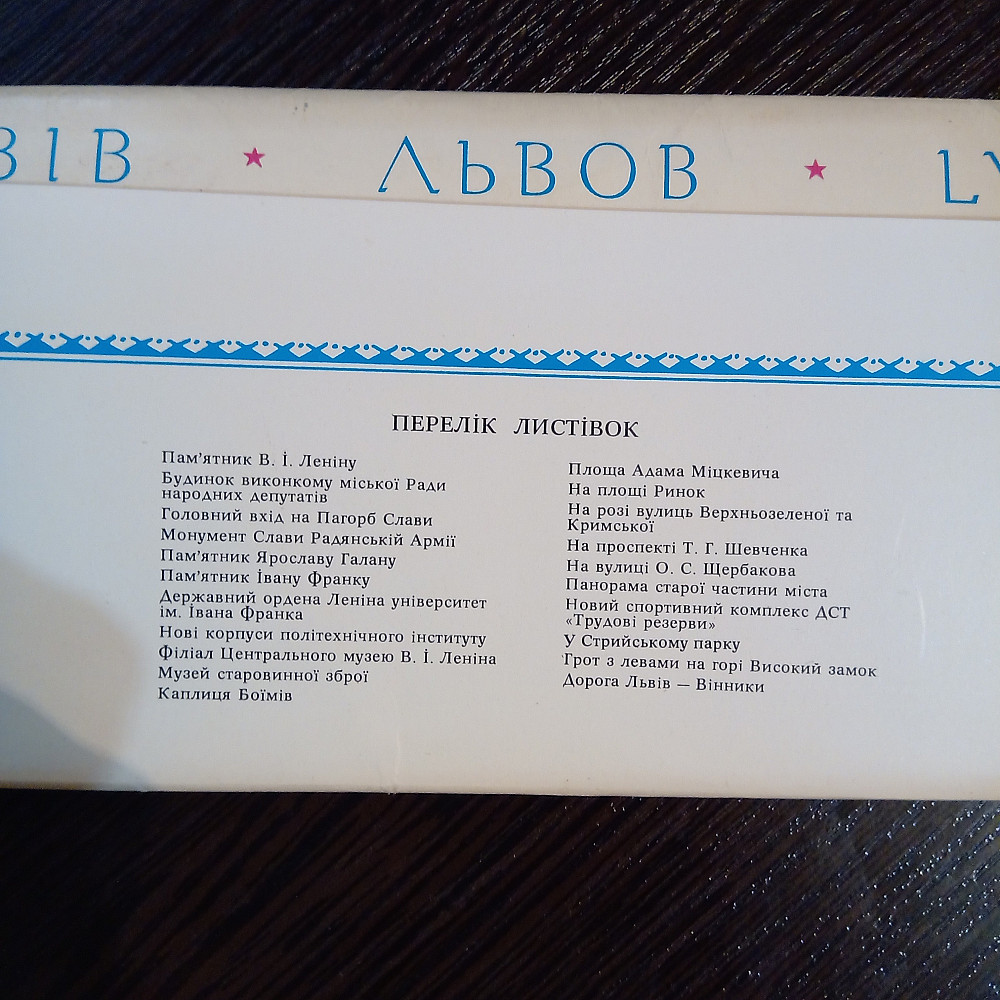 ВІВ ★ ЛЬВОВ ★ LV
ПЕРЕЛІК ЛИСТІВОК
Пам’ятник В. І. Леніну
Будинок виконкому міської Ради
народних депутатів
Головний вхід на Пагорб Слави
Монумент Слави Радянській Армії
Пам’ятник Ярославу Галану
Пам’ятник Івану Франку
Державний ордена Леніна університет
ім. Івана Франка
Нові корпуси політехнічного інституту
Філіал Центрального музею В. І. Леніна
Музей старовинної зброї
Каплиця Боїмів
Площа Адама Міцкевича
На площі Ринок
На розі вулиць Верхньозеленої та
Кримської
На проспекті Т. Г. Шевченка
На вулиці О. С. Щербакова
Панорама старої частини міста
Новий спортивний комплекс ДСТ
«Трудові резерви»
У Стрийському парку
Грот з левами на горі Високий замок
Дорога Львів — Вінники